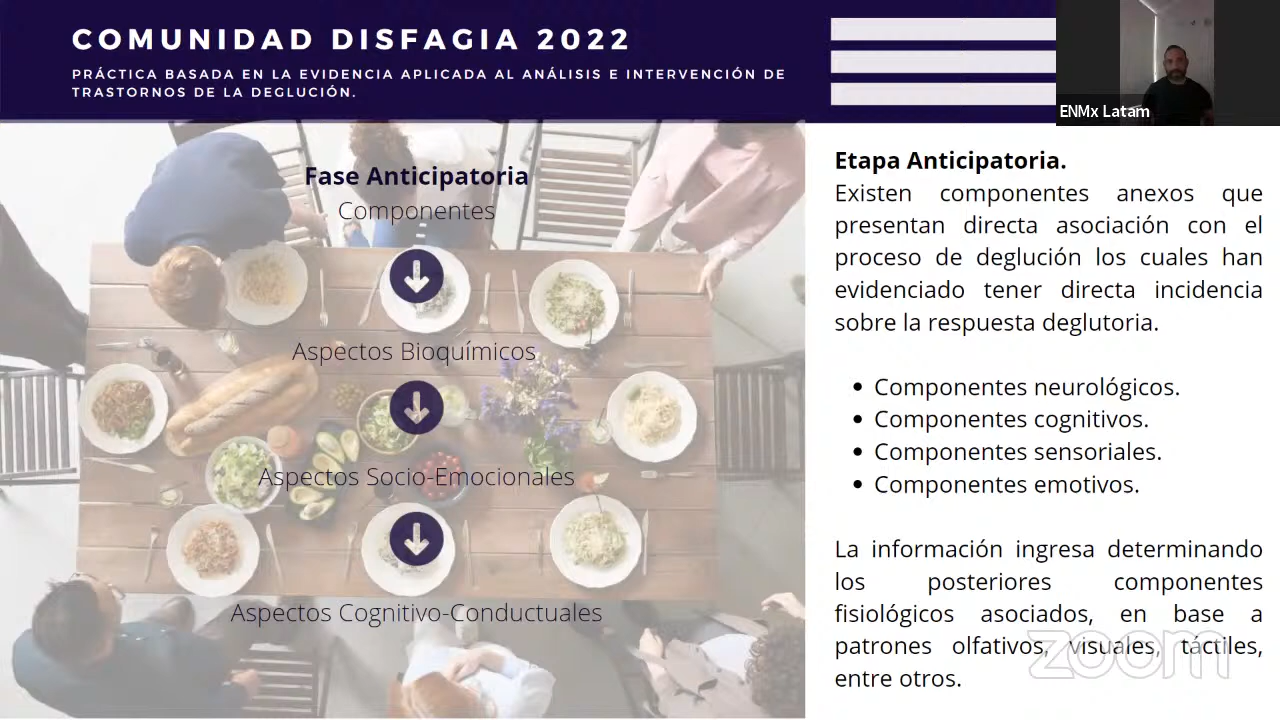 COMUNIDAD DISFAGIA 2022
PRÁCTICA BASADA EN LA EVIDENCIA APLICADA AL ANÁLISIS E INTERVENCIÓN DE
TRASTORNOS DE LA DEGLUCIÓN.
ENMx Latam
Fase Anticipatoria
Componentes
Aspectos Bioquímicos
Aspectos Socio-Emocionales
Aspectos Cognitivo-Conductuales
Etapa Anticipatoria.
Existen componentes anexos que
presentan directa asociación con el
proceso de deglución los cuales han
evidenciado tener directa incidencia
sobre la respuesta deglutoria.
• Componentes neurológicos.
• Componentes cognitivos.
• Componentes sensoriales.
• Componentes emotivos.
La información ingresa determinando
los posteriores componentes
fisiológicos asociados, en base a
patrones olfativos, visuales, táctiles,
entre otros.
zoom